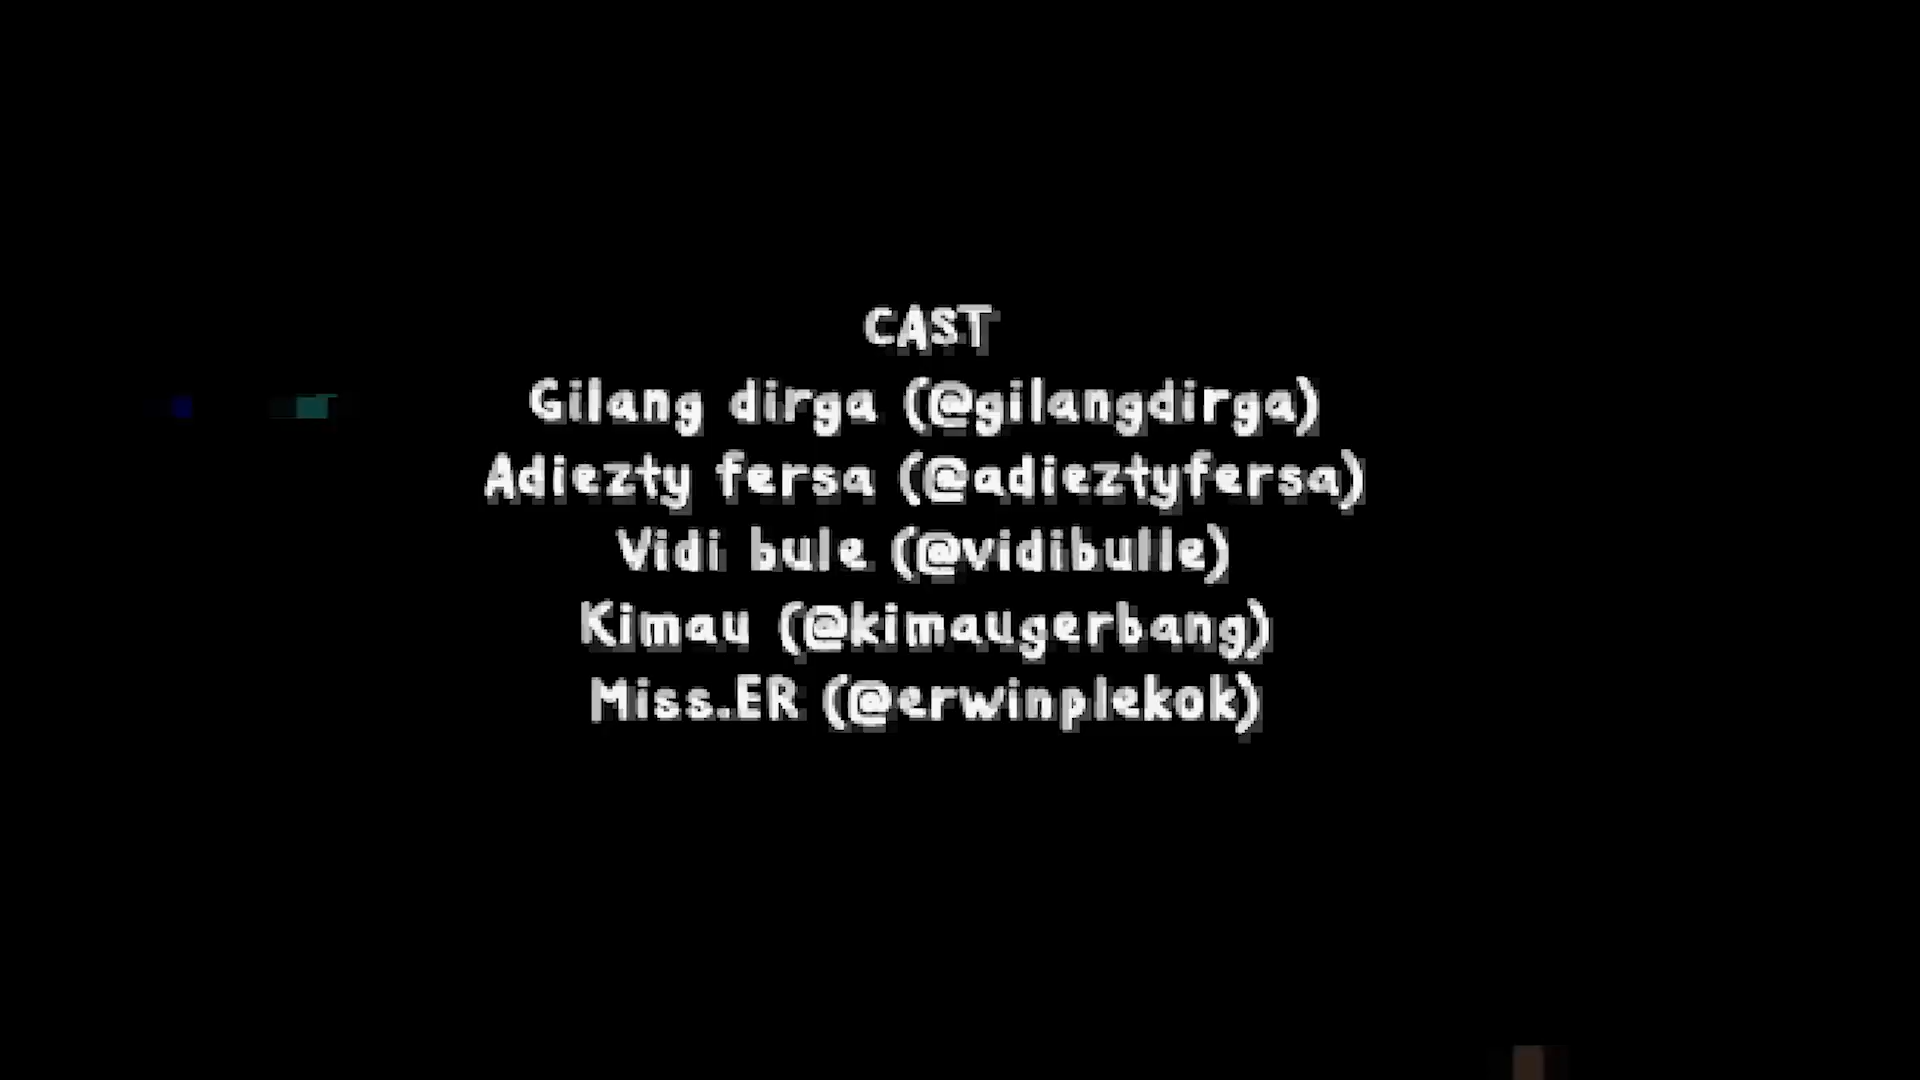 CAST
Gilang dirga (@gilangdirga)
Adiezty fersa (@adieztyfersa)
Vidi bule (@vidibulle)
Kimau (@kimaugerbang)
Miss.ER (@erwinplekok)